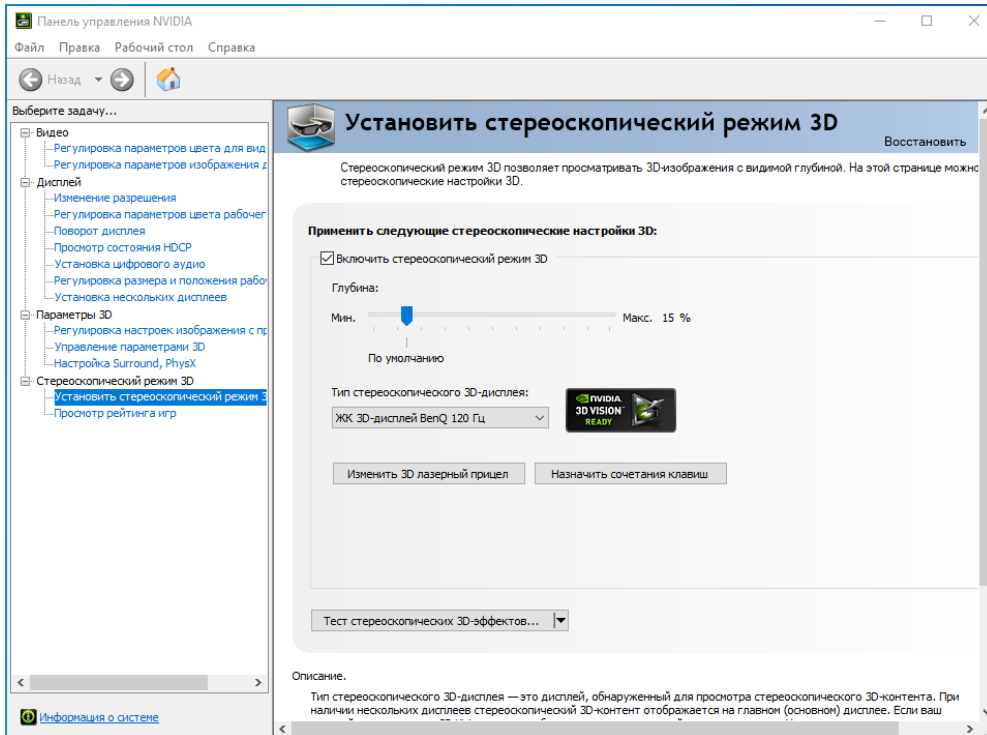 Панель управления NVIDIA
Файл Правка Рабочий стол Справка
Назад
Выберите задачу...
Видео
Регулировка параметров цвета для вид
Регулировка параметров изображения д
Дисплей
Изменение разрешения
Регулировка параметров цвета рабочег
Поворот дисплея
Просмотр состояния HDCP
Установка цифрового аудио
Регулировка размера и положения рабо
Установка нескольких дисплеев
Параметры 3D
Регулировка настроек изображения с пр
Управление параметрами 3D
Настройка Surround, PhysX
Стереоскопический режим 3D
Установить стереоскопический режим 3
Просмотр рейтинга игр
Информация о системе
Установить стереоскопический режим 3D
Восстановить
Стереоскопический режим 3D позволяет просматривать 3D-изображения с видимой глубиной. На этой странице можно
стереоскопические настройки 3D.
Применить следующие стереоскопические настройки 3D:
Включить стереоскопический режим 3D
Глубина:
Мин. Макс. 15 %
По умолчанию
Тип стереоскопического 3D-дисплея:
ЖК 3D-дисплей BenQ 120 Гц
NVIDIA
3D VISION
READY
Изменить 3D лазерный прицел Назначить сочетания клавиш
Тест стереоскопических 3D-эффектов...
Описание.
Тип стереоскопического 3D-дисплея — это дисплей, обнаруженный для просмотра стереоскопического 3D-контента. При
наличии нескольких дисплеев стереоскопический 3D-контент отображается на главном (основном) дисплее. Если ваш